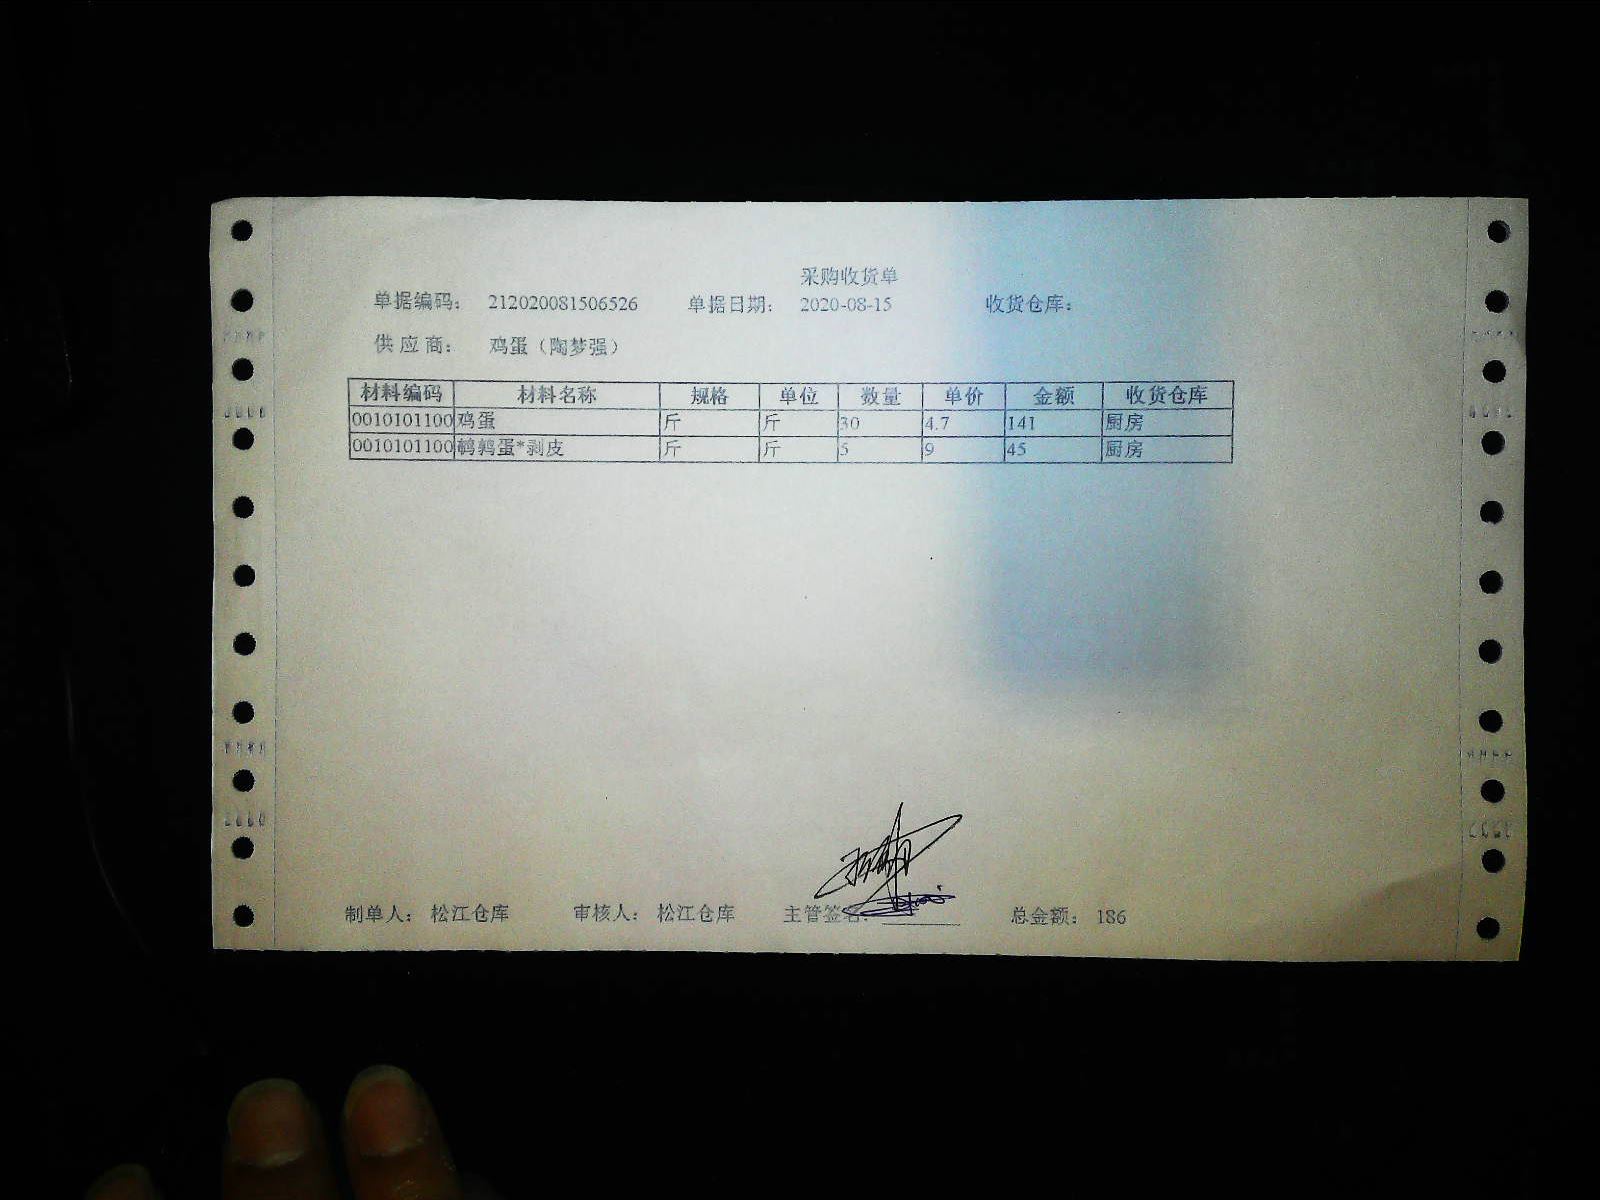 采购收货单
单据编码： 212020081506526 单据日期： 2020-08-15 收货仓库：
供应商： 鸡蛋（陶梦强）
材料编码 材料名称 规格 单位 数量 单价 金额 收货仓库
0010101100 鸡蛋 斤 斤 30 4.7 141 厨房
0010101100 鹌鹑蛋*剥皮 斤 斤 5 9 45 厨房
制单人： 松江仓库 审核人： 松江仓库 主管签名: 总金额： 186